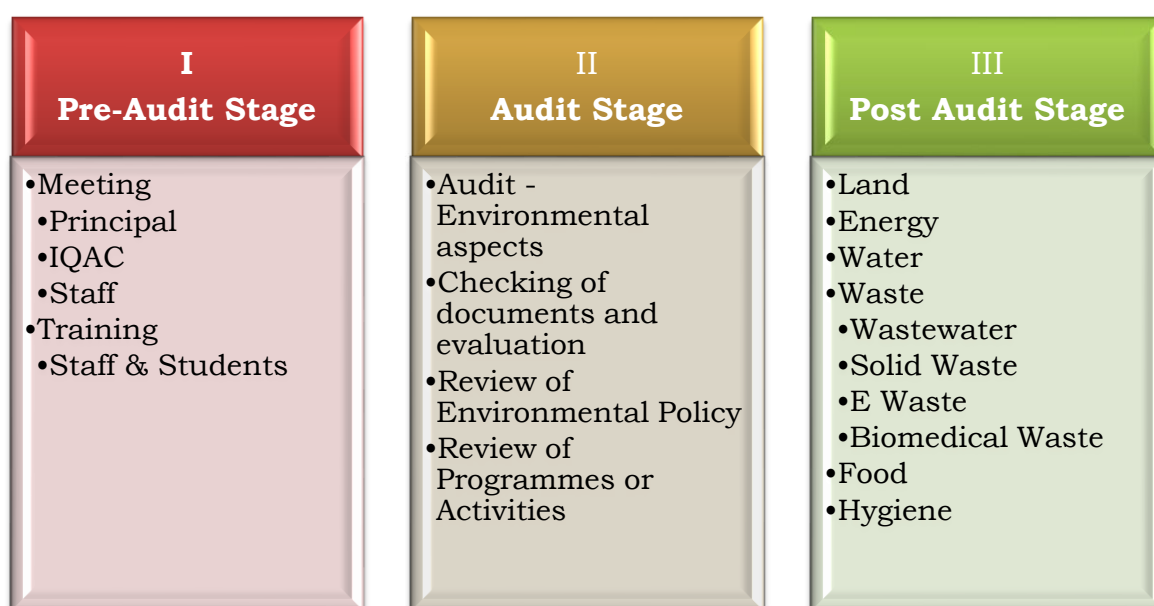 I
Pre-Audit Stage
•Meeting
•Principal
•IQAC
•Staff
•Training
•Staff & Students
II
Audit Stage
•Audit -
Environmental
aspects
•Checking of
documents and
evaluation
•Review of
Environmental Policy
•Review of
Programmes or
Activities
III
Post Audit Stage
•Land
•Energy
•Water
•Waste
•Wastewater
•Solid Waste
•E Waste
•Biomedical Waste
•Food
•Hygiene